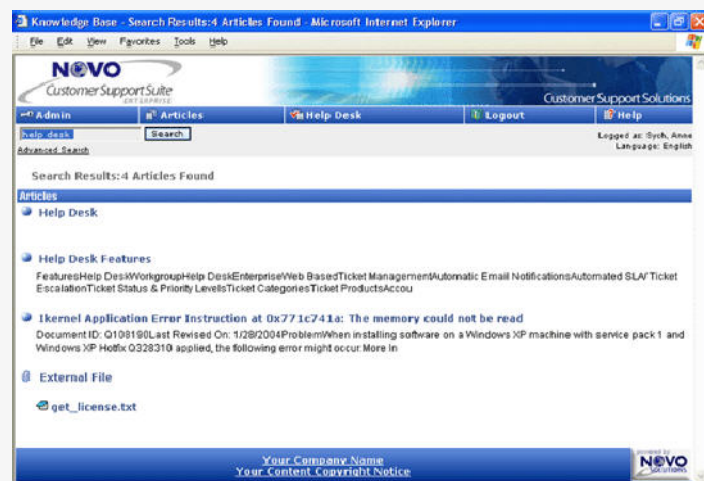 Knowledge Base - Search Results:4 Articles Found - Microsoft Internet Explorer
File Edit View Favorites Tools Help
NOVO
Customer Support Suite
ENTERPRISE
Customer Support Solutions
Admin Articles Help Desk Logout Help
help desk Search
Logged as: Sych, Anne
Advanced Search
Language: English
Search Results:4 Articles Found
Articles
Help Desk
Help Desk Features
FeaturesHelp DeskWorkgroupHelp DeskEnterpriseWeb BasedTicket ManagementAutomatic Email NotificationsAutomated SLA/ Ticket
EscalationTicket Status & Priority LevelsTicket CategoriesTicket ProductsAccou
Ikernel Application Error Instruction at 0x771c741a: The memory could not be read
Document ID: Q108190Last Revised On: 1/28/2004ProblemWhen installing software on a Windows XP machine with service pack 1 and
Windows XP Hotfix Q328310 applied, the following error might occur:More In
External File
get_license.txt
Your Company Name
Your Content Copyright Notice
powered by
NOVO
SOLUTIONS